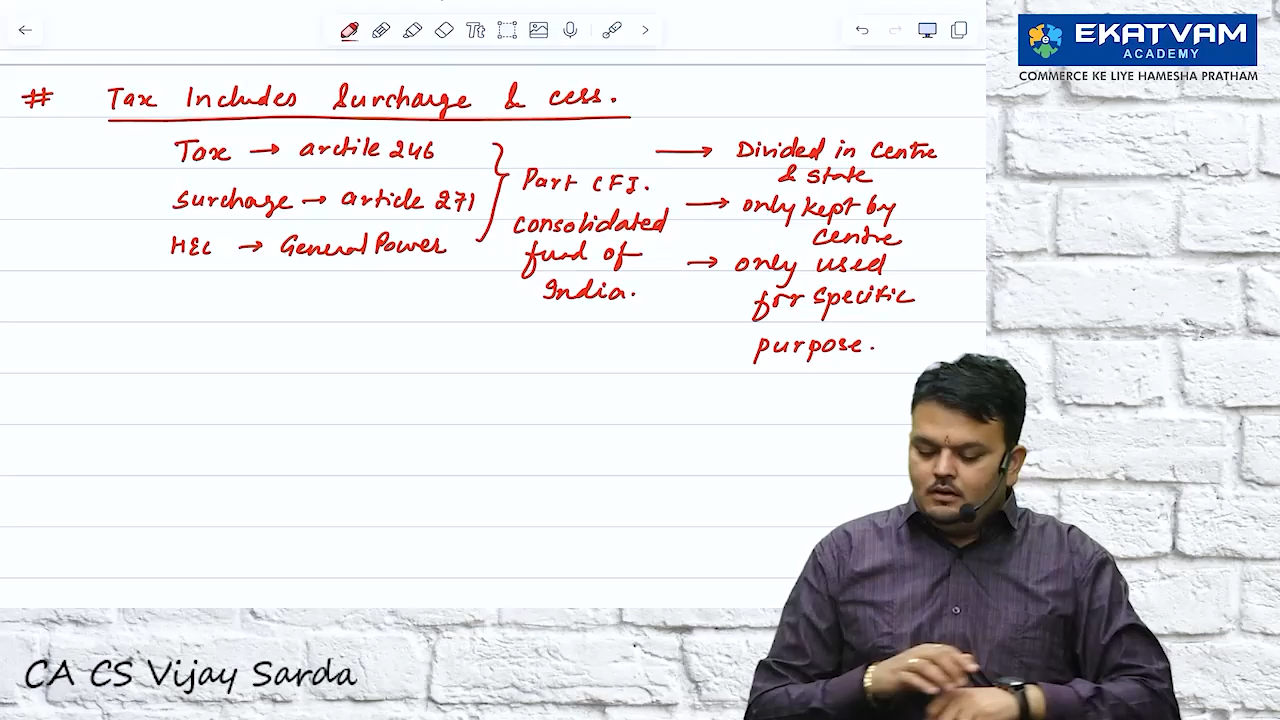 EKATVAM
ACADEMY
COMMERCE KE LIYE HAMESHA PRATHAM
# Tax Includes Surcharge & cess.
Tax → arctile 246
Surcharge → article 271
HEC → General Power
Part CFI.
consolidated
fund of
India.
→ Divided in centre
& state
→ only kept by
centre
→ only used
for specific
purpose.
CA CS Vijay Sarda